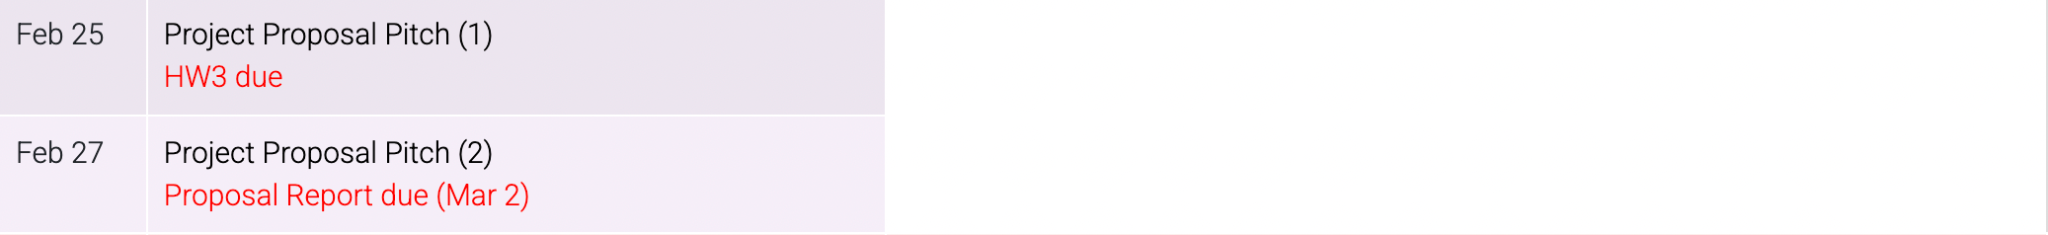 Feb 25
Project Proposal Pitch (1)
HW3 due
Feb 27
Project Proposal Pitch (2)
Proposal Report due (Mar 2)